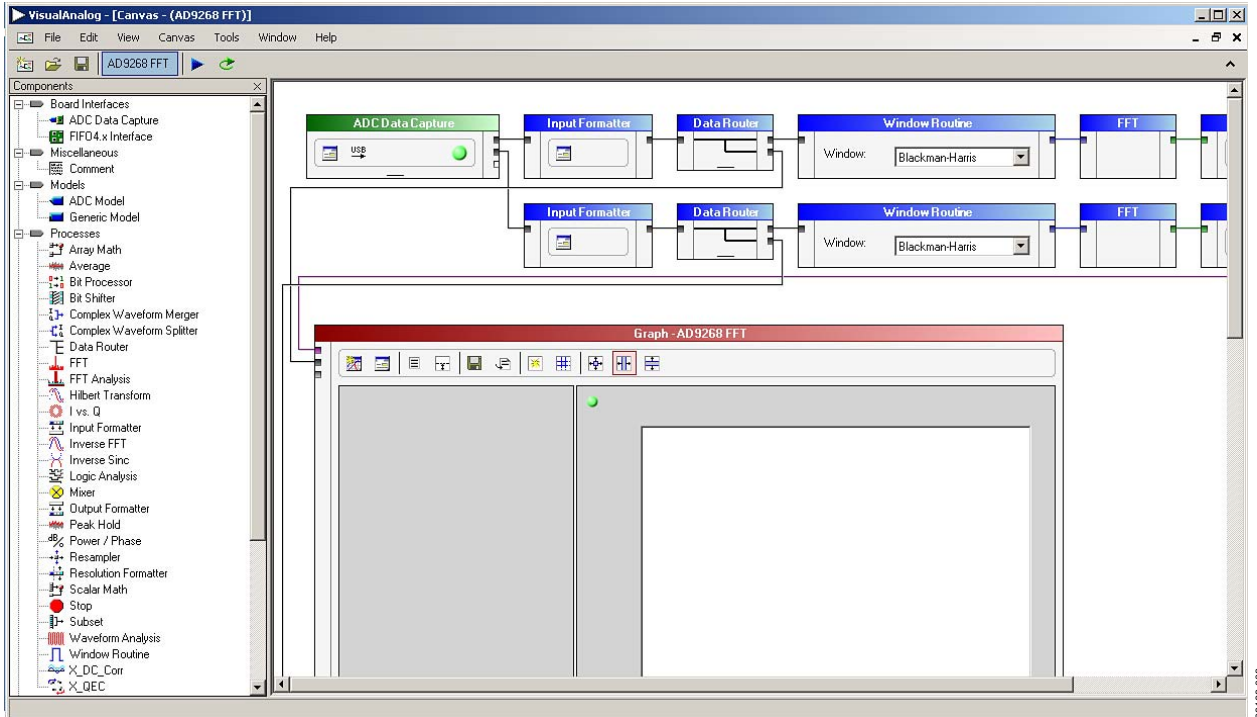 VisualAnalog - [Canvas - (AD9268 FFT)]
File Edit View Canvas Tools Window Help
AD9268 FFT
Components
Board Interfaces
ADC Data Capture
FIFO4.x Interface
Miscellaneous
Comment
Models
ADC Model
Generic Model
Processes
Array Math
Average
Bit Processor
Bit Shifter
Complex Waveform Merger
Complex Waveform Splitter
Data Router
FFT
FFT Analysis
Hilbert Transform
I vs. Q
Input Formatter
Inverse FFT
Inverse Sinc
Logic Analysis
Mixer
Output Formatter
Peak Hold
Power / Phase
Resampler
Resolution Formatter
Scalar Math
Stop
Subset
Waveform Analysis
Window Routine
X_DC_Corr
X_QEC
ADC Data Capture
USB
Input Formatter
Data Router
Window Routine
Window: Blackman-Harris
FFT
Input Formatter
Data Router
Window Routine
Window: Blackman-Harris
FFT
Graph - AD9268 FFT